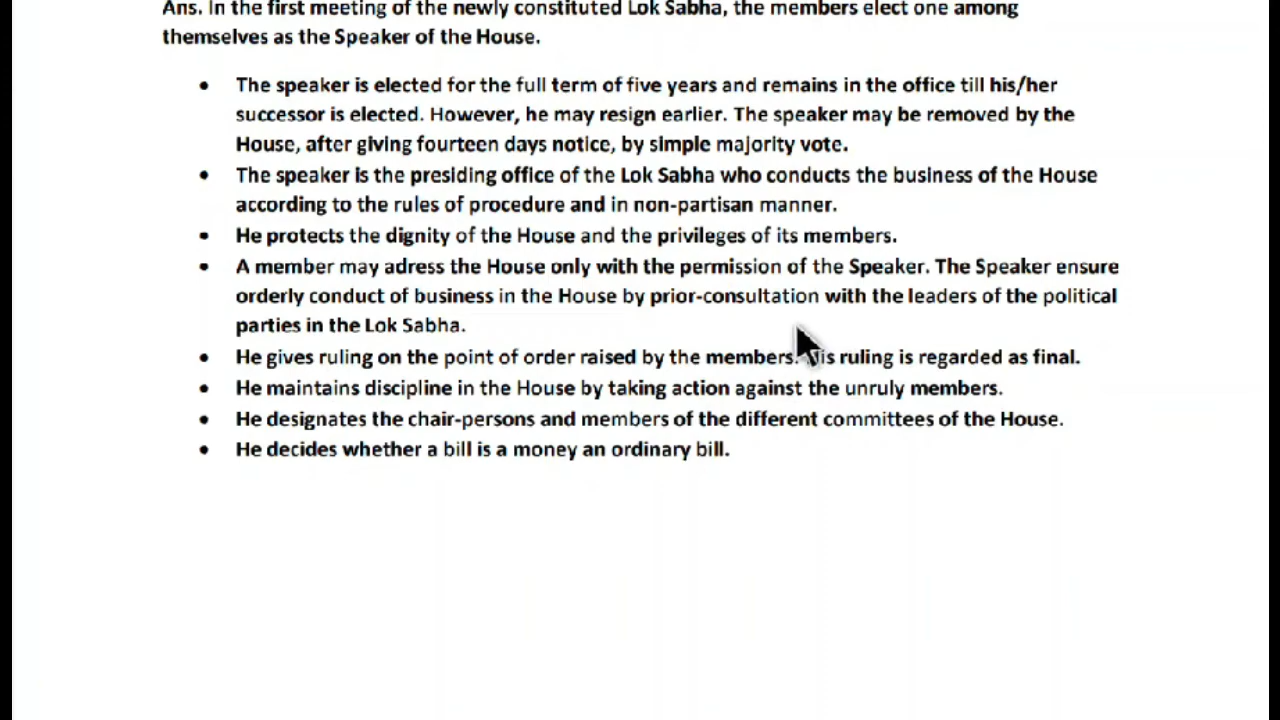 Ans. In the first meeting of the newly constituted Lok Sabha, the members elect one among
themselves as the Speaker of the House.
• The speaker is elected for the full term of five years and remains in the office till his/her
successor is elected. However, he may resign earlier. The speaker may be removed by the
House, after giving fourteen days notice, by simple majority vote.
• The speaker is the presiding office of the Lok Sabha who conducts the business of the House
according to the rules of procedure and in non-partisan manner.
• He protects the dignity of the House and the privileges of its members.
• A member may adress the House only with the permission of the Speaker. The Speaker ensure
orderly conduct of business in the House by prior-consultation with the leaders of the political
parties in the Lok Sabha.
• He gives ruling on the point of order raised by the members. ruling is regarded as final.
• He maintains discipline in the House by taking action against the unruly members.
• He designates the chair-persons and members of the different committees of the House.
• He decides whether a bill is a money an ordinary bill.